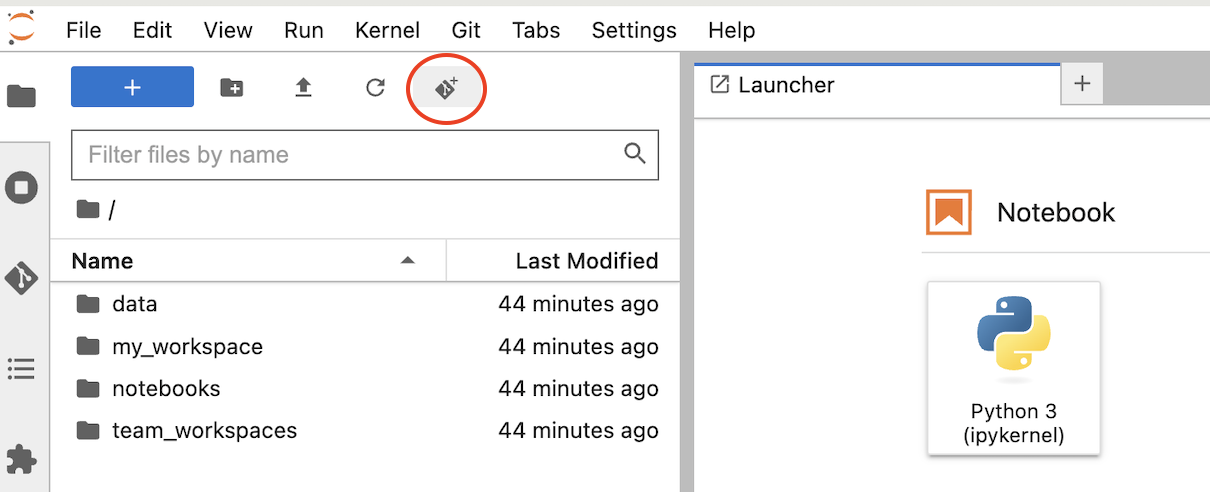 File Edit View Run Kernel Git Tabs Settings Help
Launcher
Filter files by name
/
Name Last Modified
data 44 minutes ago
my_workspace 44 minutes ago
notebooks 44 minutes ago
team_workspaces 44 minutes ago
Notebook
Python 3
(ipykernel)